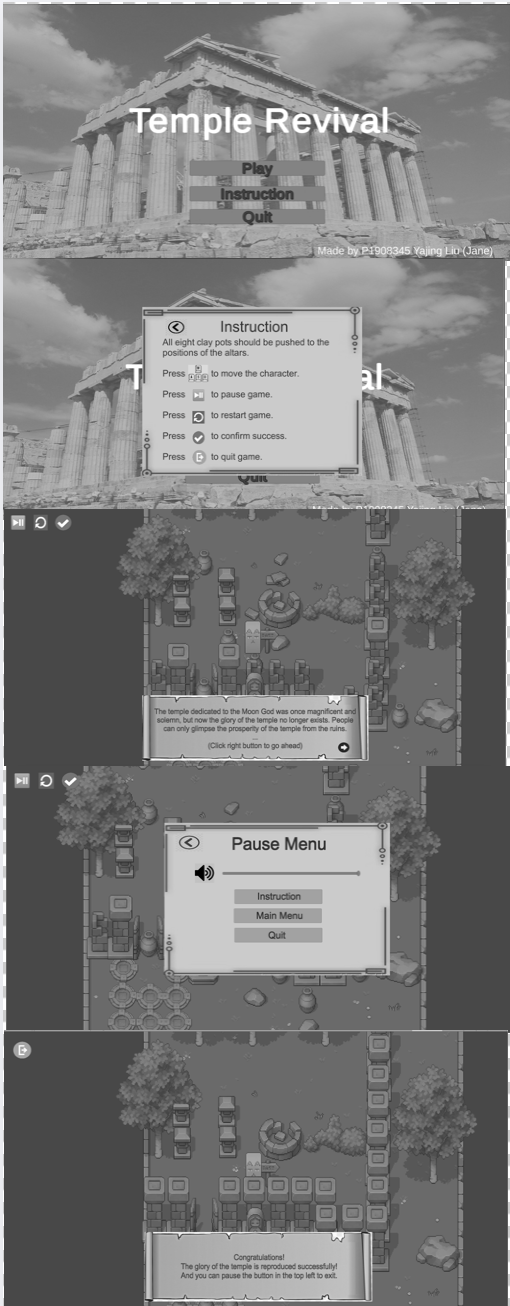 Temple Revival
Play
Instruction
Quit
Made by P1908345 Yajing Liu (Jane)
T
al
Instruction
All eight clay pots should be pushed to the
positions of the altars.
Press to move the character.
Press to pause game.
Press to restart game.
Press to confirm success.
Press to quit game.
Quit
Made by P1908345 Yajing Liu (Jane)
The temple dedicated to the Moon God was once magnificent and
solemn, but now the glory of the temple no longer exists. People
can only glimpse the prosperity of the temple from the ruins.
...
(Click right button to go ahead)
Pause Menu
Instruction
Main Menu
Quit
Congratulations!
The glory of the temple is reproduced successfully!
And you can pause the button in the top left to exit.